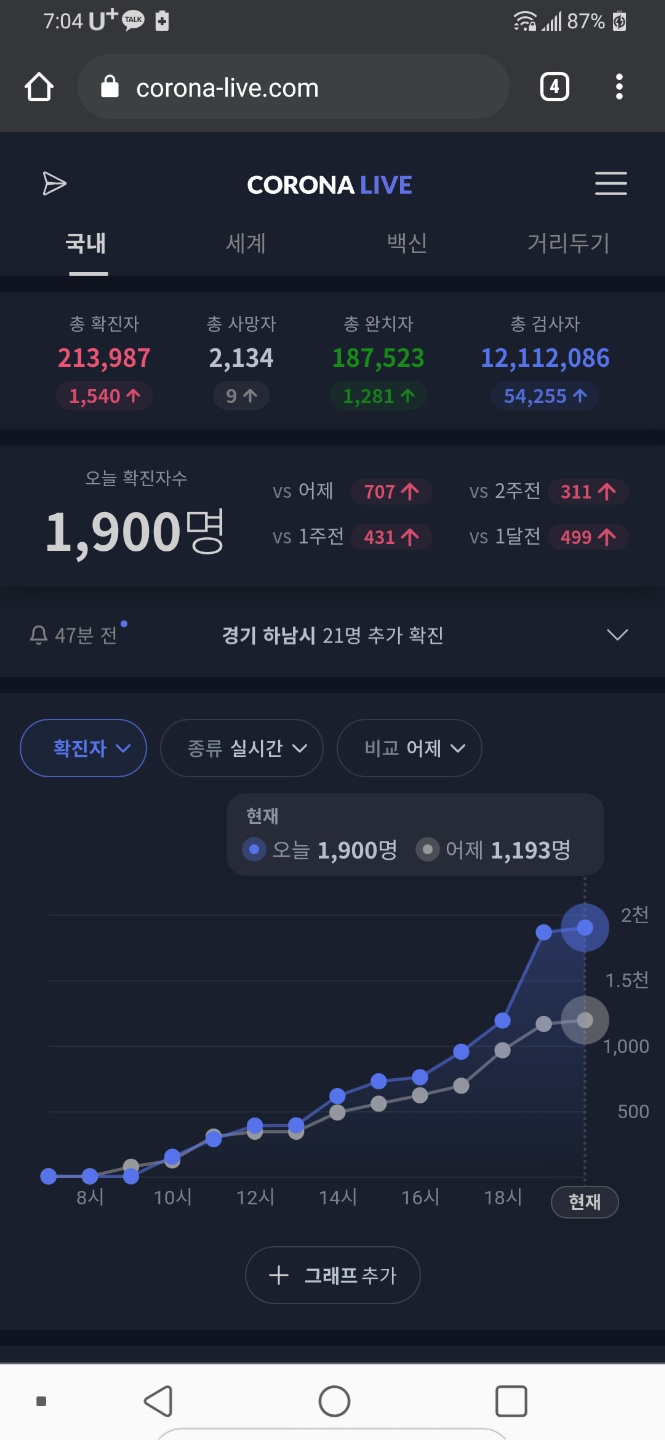 7:04 U+ TALK 87%
corona-live.com 4
CORONA LIVE
국내 세계 백신 거리두기
총 확진자 총 사망자 총 완치자 총 검사자
213,987 2,134 187,523 12,112,086
1,540 ↑ 9 ↑ 1,281 ↑ 54,255 ↑
오늘 확진자수
1,900명
vs 어제 707 ↑ vs 2주전 311 ↑
vs 1주전 431 ↑ vs 1달전 499 ↑
47분 전 경기 하남시 21명 추가 확진
확진자 종류 실시간 비교 어제
현재
오늘 1,900명 어제 1,193명
2천
1.5천
1,000
500
8시 10시 12시 14시 16시 18시 현재
+ 그래프 추가